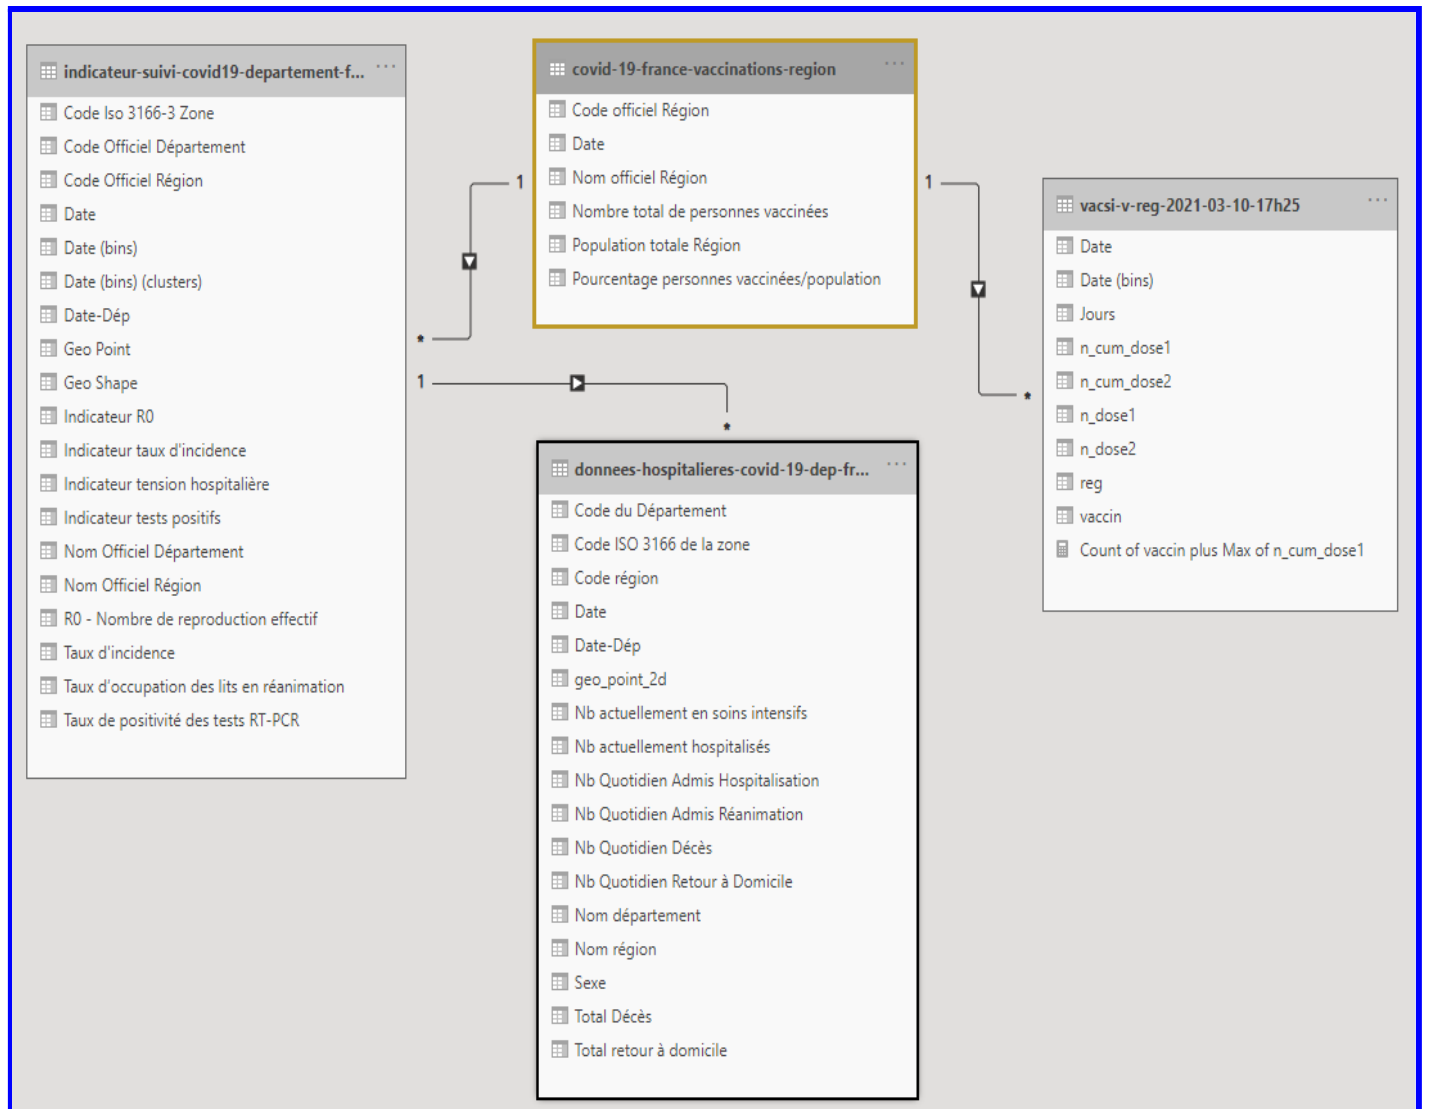 indicateur-suivi-covid19-departement-f... ...
Code Iso 3166-3 Zone
Code Officiel Département
Code Officiel Région
Date
Date (bins)
Date (bins) (clusters)
Date-Dép
Geo Point
Geo Shape
Indicateur R0
Indicateur taux d'incidence
Indicateur tension hospitalière
Indicateur tests positifs
Nom Officiel Département
Nom Officiel Région
R0 - Nombre de reproduction effectif
Taux d'incidence
Taux d'occupation des lits en réanimation
Taux de positivité des tests RT-PCR
1
*
1
*
covid-19-france-vaccinations-region ...
Code officiel Région
Date
Nom officiel Région
Nombre total de personnes vaccinées
Population totale Région
Pourcentage personnes vaccinées/population
1
*
donnees-hospitalieres-covid-19-dep-fr... ...
Code du Département
Code ISO 3166 de la zone
Code région
Date
Date-Dép
geo_point_2d
Nb actuellement en soins intensifs
Nb actuellement hospitalisés
Nb Quotidien Admis Hospitalisation
Nb Quotidien Admis Réanimation
Nb Quotidien Décès
Nb Quotidien Retour à Domicile
Nom département
Nom région
Sexe
Total Décès
Total retour à domicile
vacsi-v-reg-2021-03-10-17h25 ...
Date
Date (bins)
Jours
n_cum_dose1
n_cum_dose2
n_dose1
n_dose2
reg
vaccin
Count of vaccin plus Max of n_cum_dose1